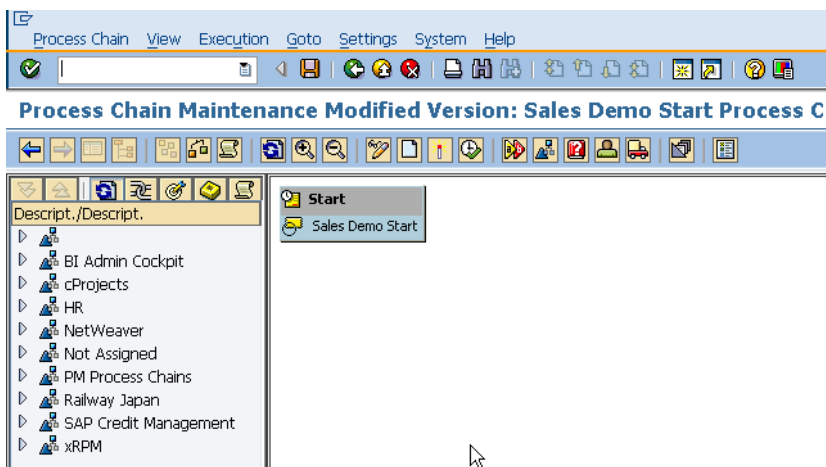 Process Chain View Execution Goto Settings System Help
Process Chain Maintenance Modified Version: Sales Demo Start Process C
Descript./Descript.
Start
Sales Demo Start
BI Admin Cockpit
cProjects
HR
NetWeaver
Not Assigned
PM Process Chains
Railway Japan
SAP Credit Management
xRPM